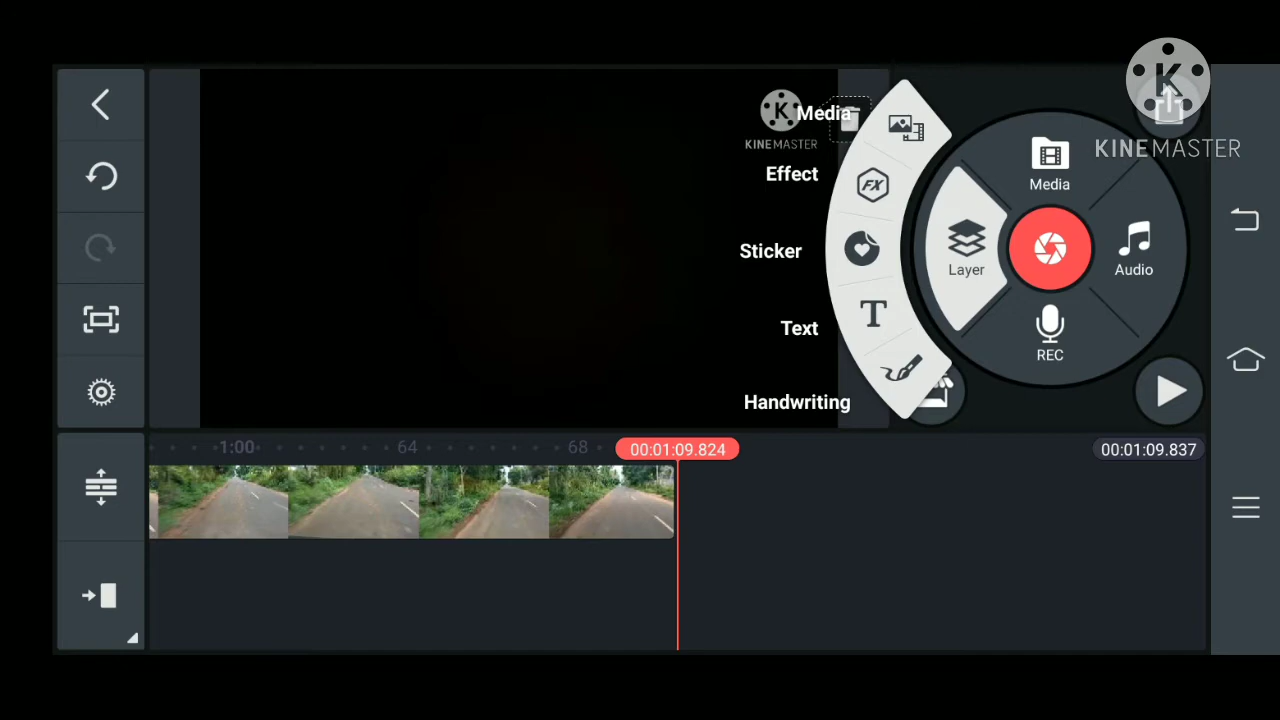 Media
K
KINEMASTER
K
KINEMASTER
Effect
FX
Media
Sticker
Layer
Audio
Text
T
REC
Handwriting
1:00
64
68
00:01:09.824
00:01:09.837